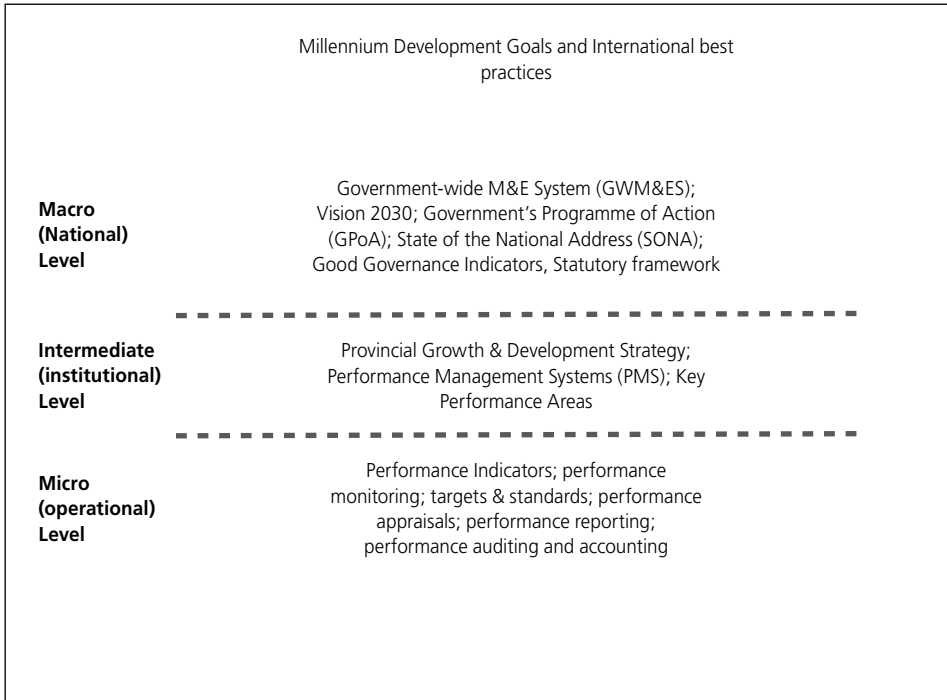 Millennium Development Goals and International best
practices
Macro
(National)
Level
Government-wide M&E System (GWM&ES);
Vision 2030; Government’s Programme of Action
(GPoA); State of the National Address (SONA);
Good Governance Indicators, Statutory framework
Intermediate
(institutional)
Level
Provincial Growth & Development Strategy;
Performance Management Systems (PMS); Key
Performance Areas
Micro
(operational)
Level
Performance Indicators; performance
monitoring; targets & standards; performance
appraisals; performance reporting;
performance auditing and accounting